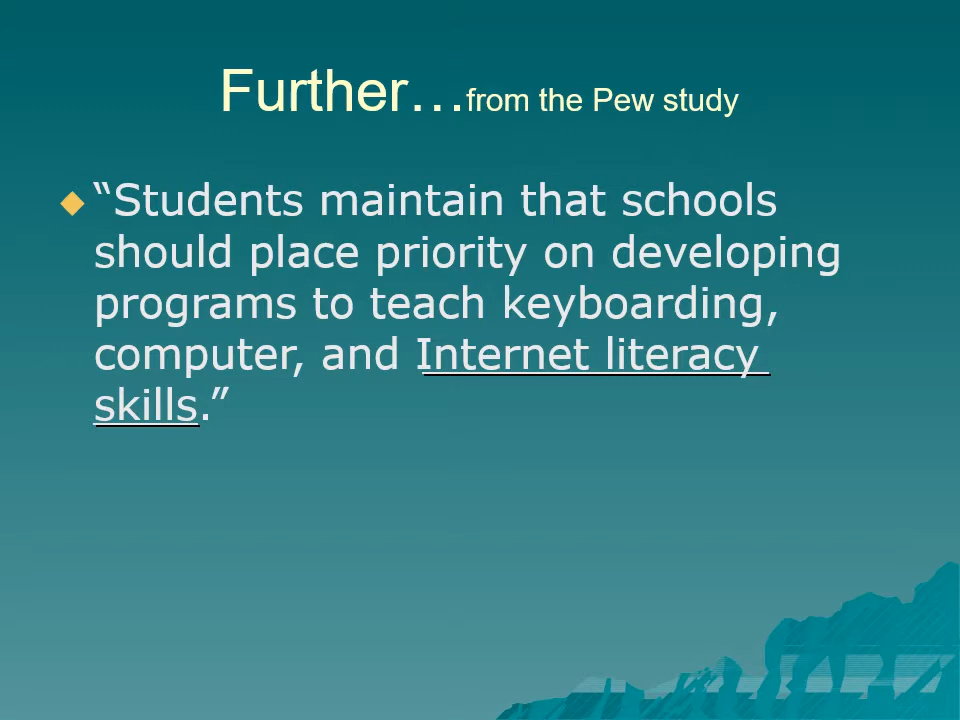 Further…from the Pew study
“Students maintain that schools
should place priority on developing
programs to teach keyboarding,
computer, and Internet literacy
skills.”